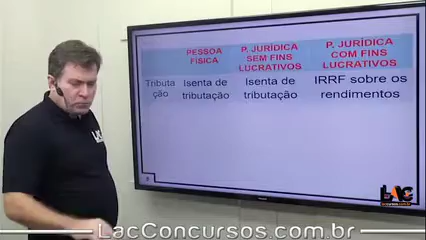 PESSOA FÍSICA
P. JURÍDICA SEM FINS LUCRATIVOS
P. JURÍDICA COM FINS LUCRATIVOS
Tributa
ção
Isenta de
tributação
Isenta de
tributação
IRRF sobre os
rendimentos
LAC
LAC
LacConcursos.com.br